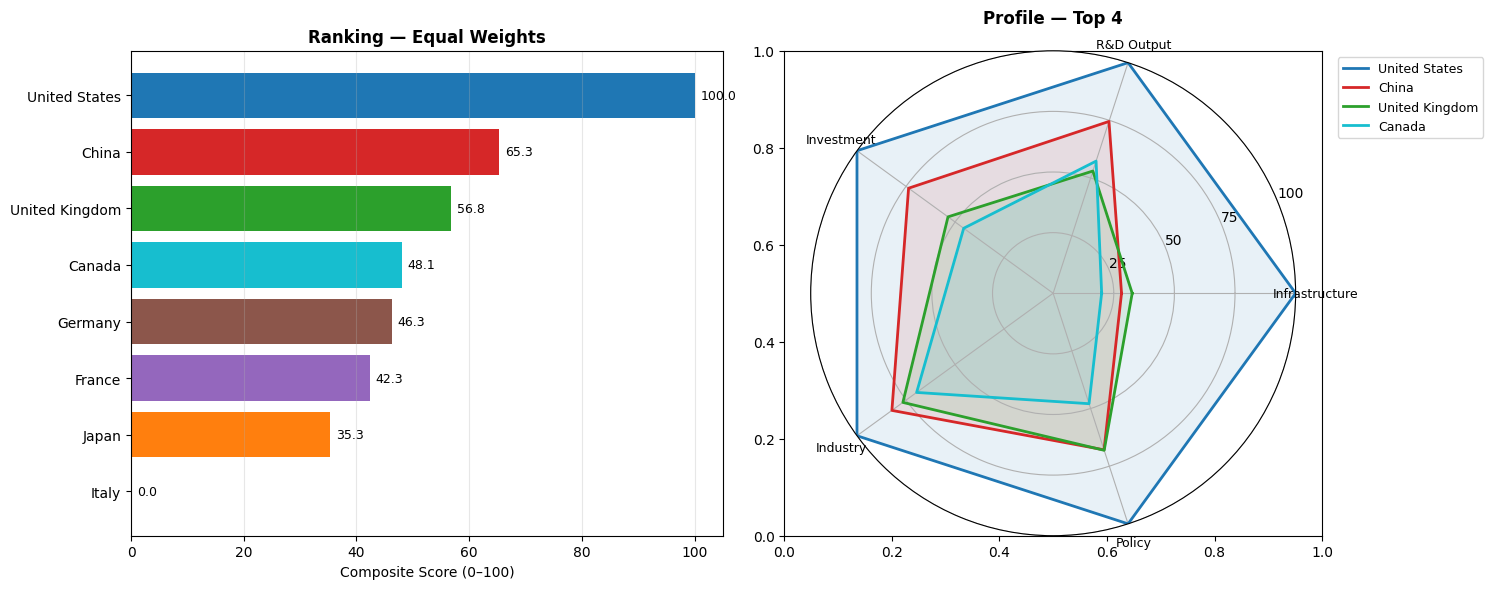 Ranking — Equal Weights
United States
100.0
China
65.3
United Kingdom
56.8
Canada
48.1
Germany
46.3
France
42.3
Japan
35.3
Italy
0.0
0 20 40 60 80 100
Composite Score (0–100)
Profile — Top 4
1.0
0.8
0.6
0.4
0.2
0.0
0.0 0.2 0.4 0.6 0.8 1.0
R&D Output
Investment
Infrastructure
Industry
Policy
100
75
50
25
United States
China
United Kingdom
Canada